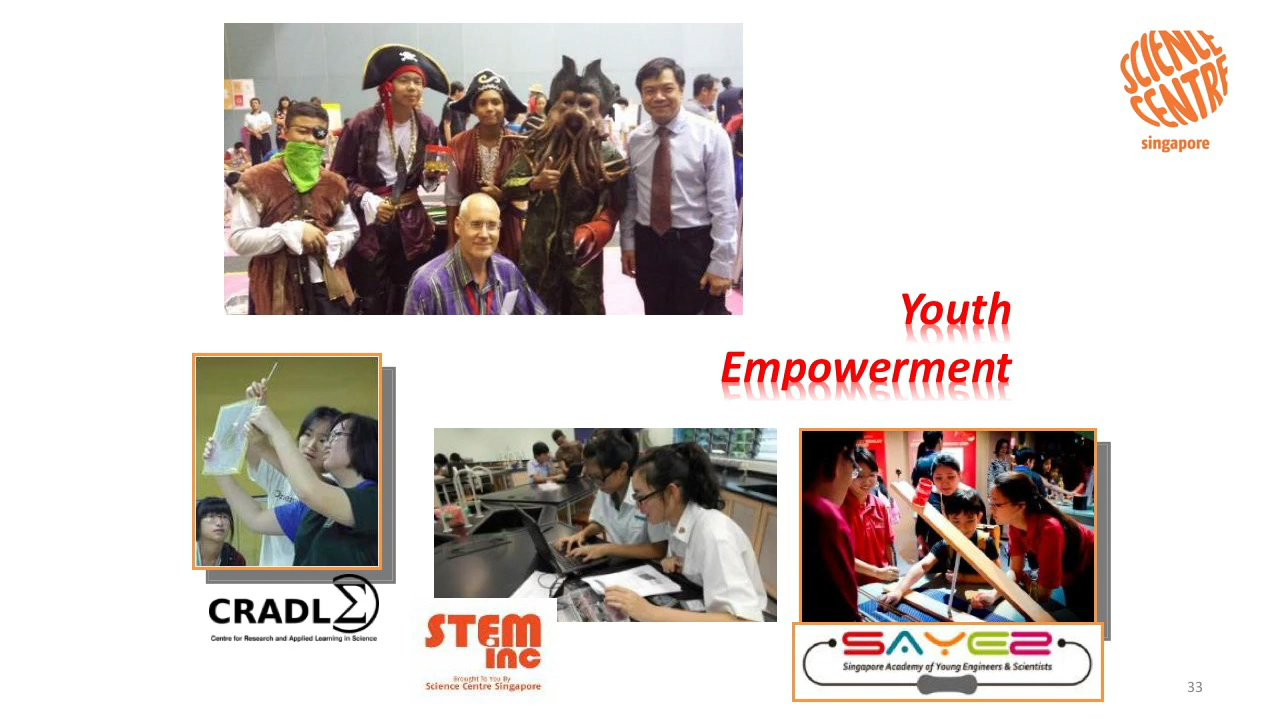 SCIENCE
CENTRE
singapore
Youth
Empowerment
CRADLΣ
Centre for Research and Applied Learning in Science
STEM
INC
Brought To You By
Science Centre Singapore
SAYES
Singapore Academy of Young Engineers & Scientists
33